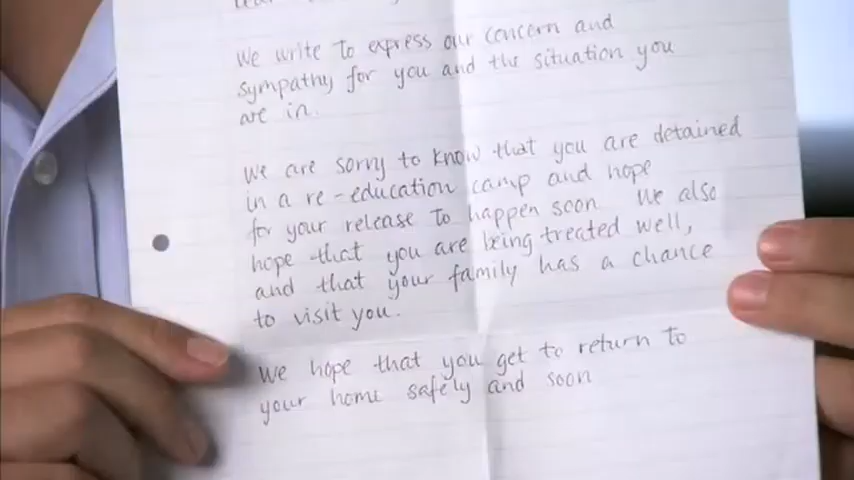 We write to express our concern and
sympathy for you and the situation you
are in.
We are sorry to know that you are detained
in a re-education camp and hope
for your release to happen soon. We also
hope that you are being treated well,
and that your family has a chance
to visit you.
We hope that you get to return to
your home safely and soon